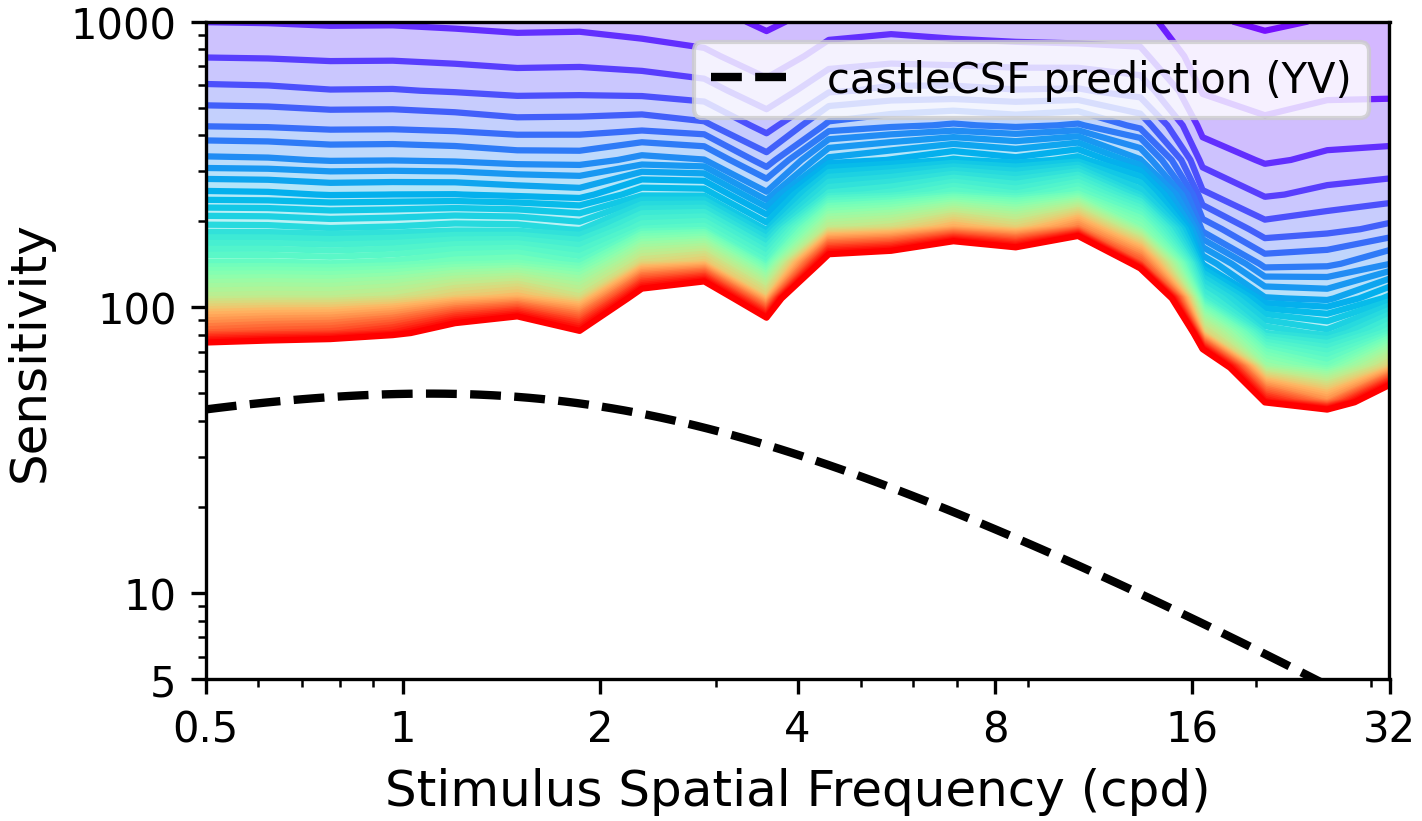 castleCSF prediction (YV)
Sensitivity
1000
100
10
5
0.5 1 2 4 8 16 32
Stimulus Spatial Frequency (cpd)